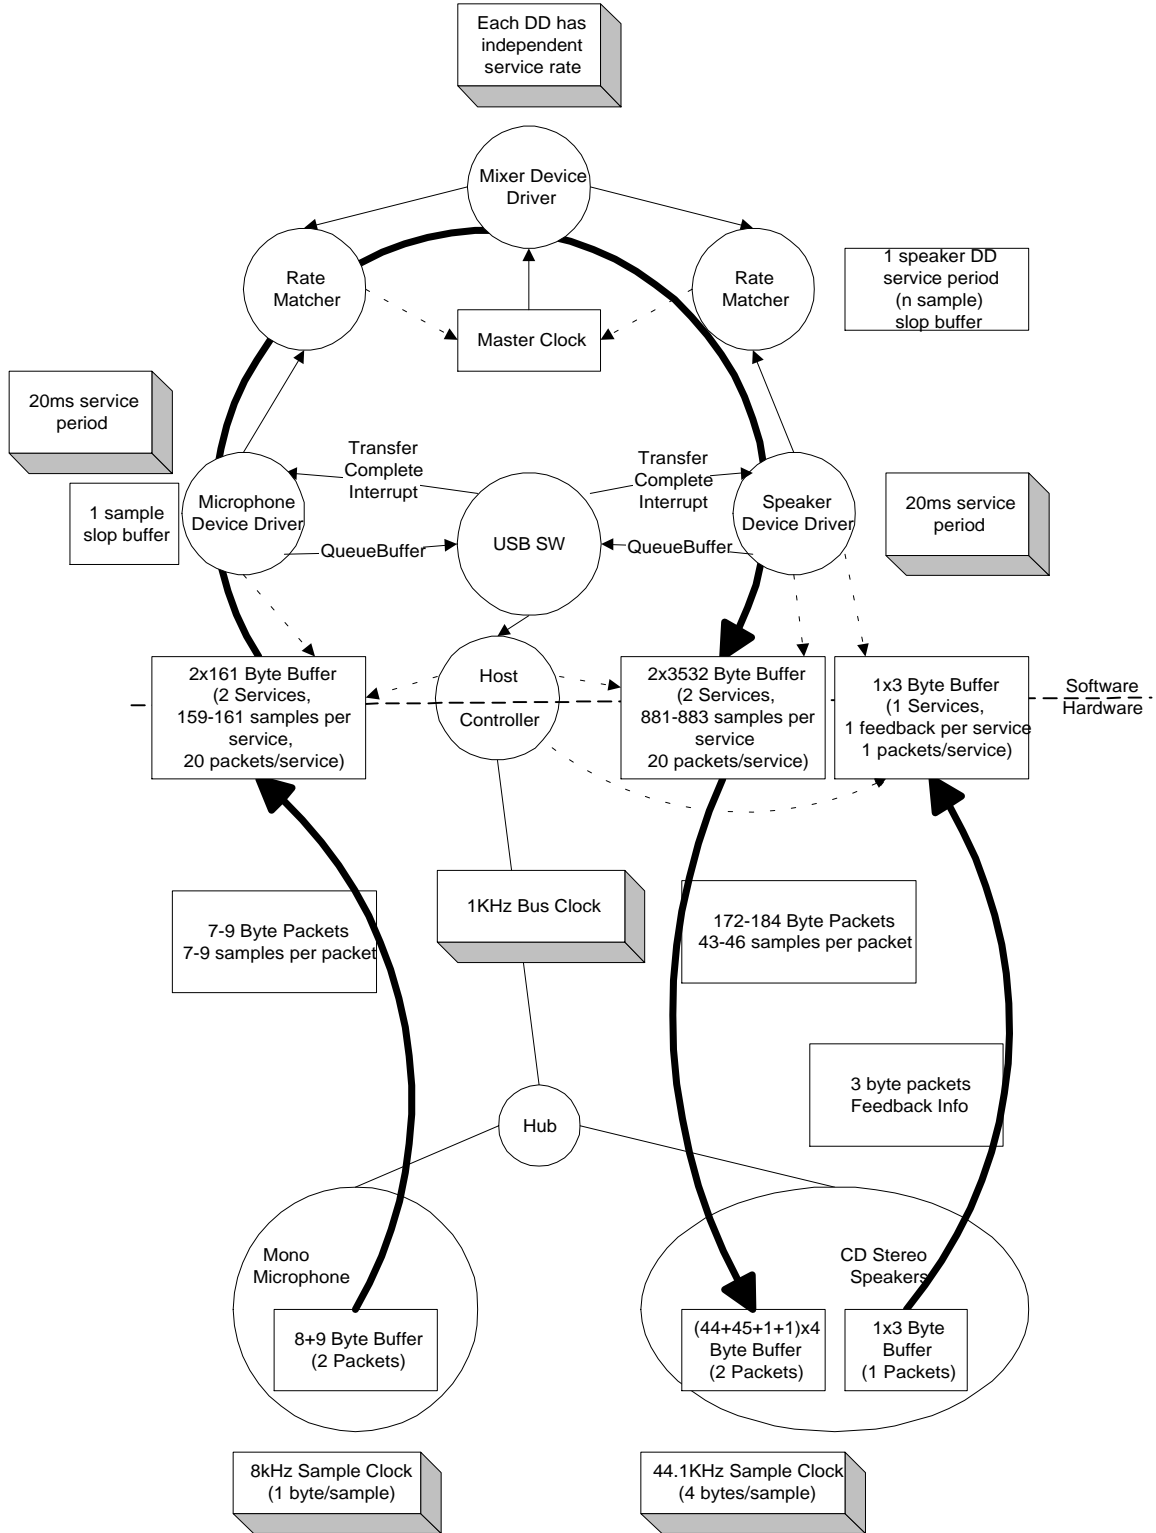 Each DD has
independent
service rate
Mixer Device
Driver
Rate
Matcher
Rate
Matcher
1 speaker DD
service period
(n sample)
slop buffer
Master Clock
20ms service
period
Transfer
Complete
Interrupt
Transfer
Complete
Interrupt
1 sample
slop buffer
Microphone
Device Driver
USB SW
Speaker
Device Driver
20ms service
period
QueueBuffer
QueueBuffer
2x161 Byte Buffer
(2 Services,
159-161 samples per
service,
20 packets/service)
Host
Controller
2x3532 Byte Buffer
(2 Services,
881-883 samples per
service
20 packets/service)
1x3 Byte Buffer
(1 Services,
1 feedback per service
1 packets/service)
Software
Hardware
7-9 Byte Packets
7-9 samples per packet
1KHz Bus Clock
172-184 Byte Packets
43-46 samples per packet
3 byte packets
Feedback Info
Hub
Mono
Microphone
CD Stereo
Speakers
8+9 Byte Buffer
(2 Packets)
(44+45+1+1)x4
Byte Buffer
(2 Packets)
1x3 Byte
Buffer
(1 Packets)
8kHz Sample Clock
(1 byte/sample)
44.1KHz Sample Clock
(4 bytes/sample)